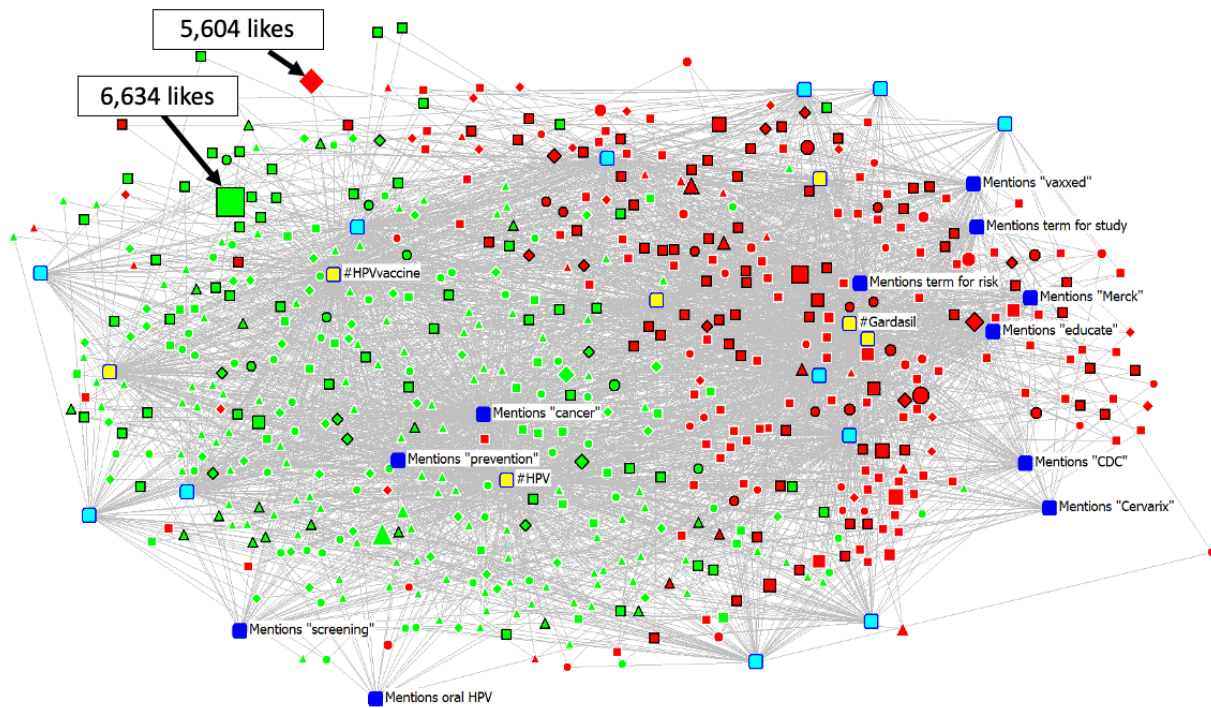 5,604 likes
6,634 likes
Mentions "vaxxed"
Mentions term for study
#HPVvaccine
Mentions term for risk
Mentions "Merck"
#Gardasil
Mentions "educate"
Mentions "cancer"
Mentions "prevention"
Mentions "CDC"
#HPV
Mentions "Cervarix"
Mentions "screening"
Mentions oral HPV